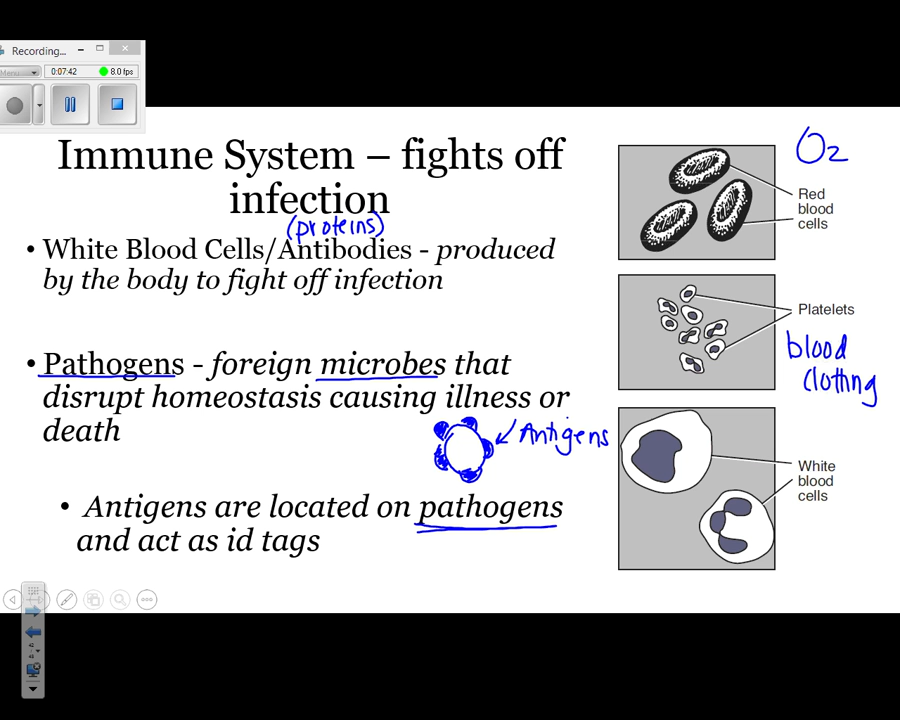 Recording...
Menu
0:07:42
8.0 fps
Immune System – fights off
infection
(proteins)
• White Blood Cells/Antibodies - produced
by the body to fight off infection
• Pathogens - foreign microbes that
disrupt homeostasis causing illness or
death
Antigens
• Antigens are located on pathogens
and act as id tags
O2
Red
blood
cells
Platelets
blood
clotting
White
blood
cells